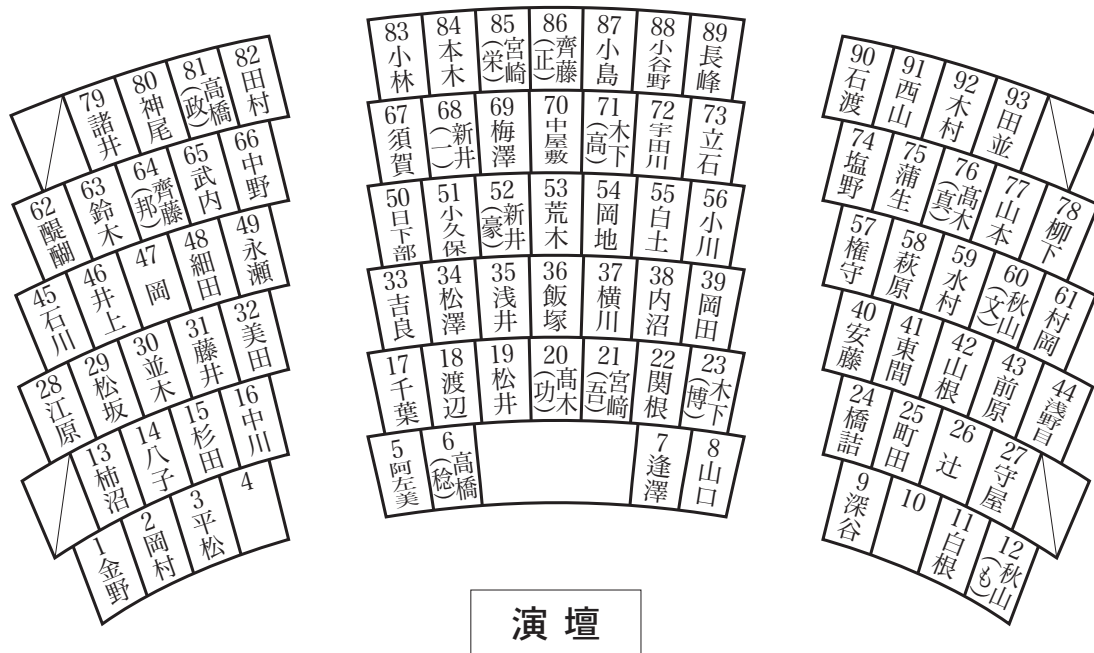 83 小林
84 本木
85 宮崎(栄)
86 齊藤(正)
87 小島
88 小谷野
89 長峰
79 諸井
80 神尾
81 高橋(政)
82 田村
90 石渡
91 西山
92 木村
93 田並
67 須賀
68 新井(一)
69 梅澤
70 中屋敷
71 木下(高)
72 宇田川
73 立石
62 醍醐
63 鈴木
64 齊藤(邦)
65 武内
66 中野
74 塩野
75 蒲生
76 髙木(真)
77 山本
78 柳下
50 日下部
51 小久保
52 新井(豪)
53 荒木
54 岡地
55 白土
56 小川
45 石川
46 井上
47 岡
48 細田
49 永瀬
57 権守
58 萩原
59 水村
60 秋山(文)
61 村岡
33 吉良
34 松澤
35 浅井
36 飯塚
37 横川
38 内沼
39 岡田
28 江原
29 松坂
30 並木
31 藤井
32 美田
40 安藤
41 東間
42 山根
43 前原
44 浅野目
17 千葉
18 渡辺
19 松井
20 髙木(功)
21 宮﨑(吾)
22 関根
23 木下(博)
13 柿沼
14 八子
15 杉田
16 中川
24 橋詰
25 町田
26 辻
27 守屋
5 阿左美
6 高橋(稔)
7 逢澤
8 山口
1 金野
2 岡村
3 平松
4
9 深谷
10
11 白根
12 秋山(も)
演壇